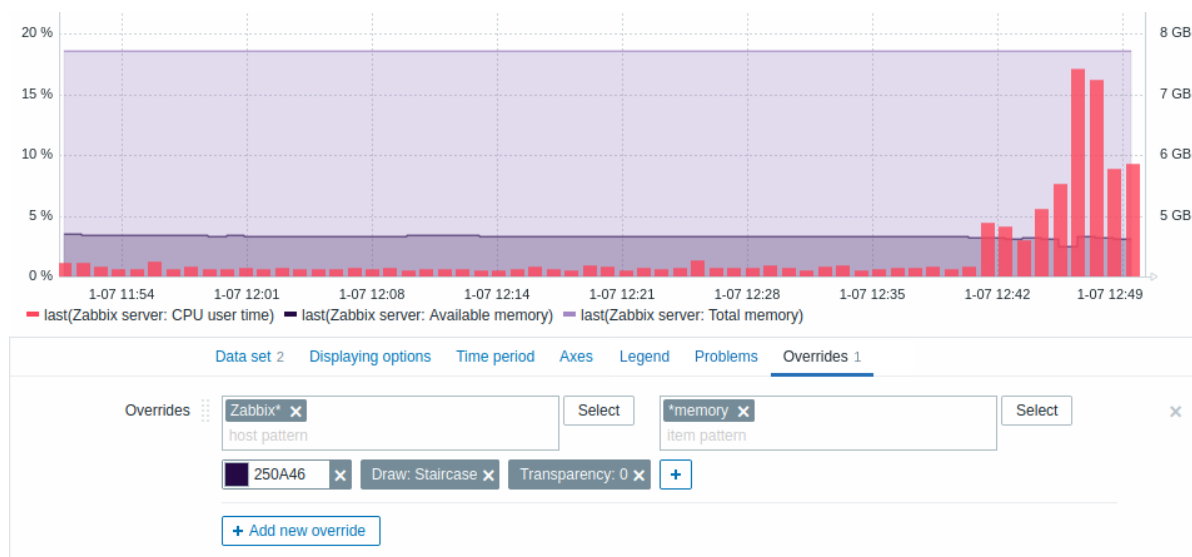 20 % 8 GB
15 % 7 GB
10 % 6 GB
5 % 5 GB
0 %
1-07 11:54 1-07 12:01 1-07 12:08 1-07 12:14 1-07 12:21 1-07 12:28 1-07 12:35 1-07 12:42 1-07 12:49
last(Zabbix server: CPU user time) last(Zabbix server: Available memory) last(Zabbix server: Total memory)
Data set 2 Displaying options Time period Axes Legend Problems Overrides 1
Overrides Zabbix* Select *memory Select
host pattern item pattern
250A46 Draw: Staircase Transparency: 0 +
+ Add new override